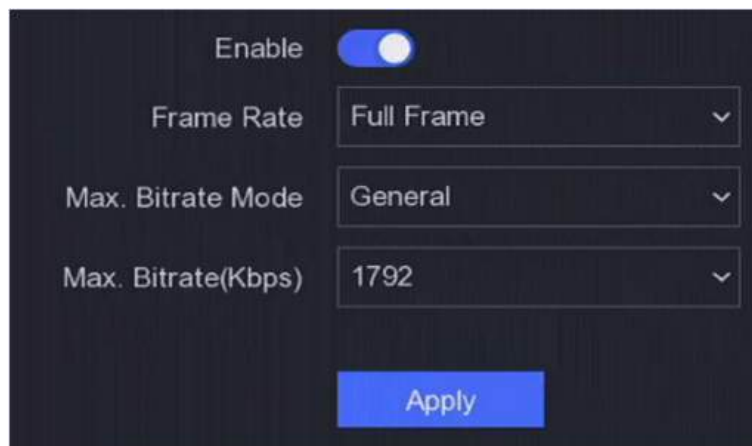 Enable
Frame Rate Full Frame
Max. Bitrate Mode General
Max. Bitrate(Kbps) 1792
Apply